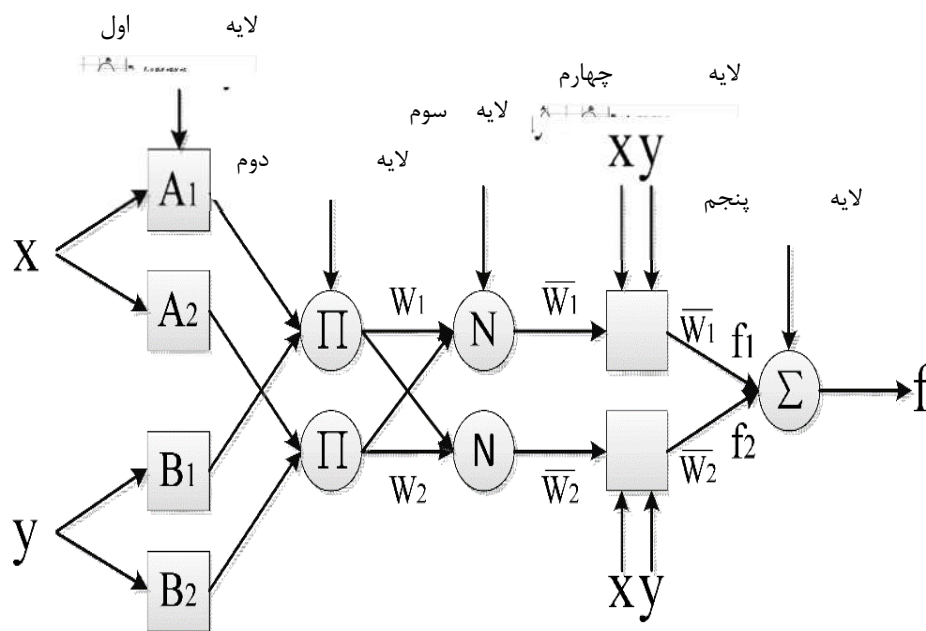 لایه اول
لایه چهارم
لایه سوم
x y
لایه دوم
A1
لایه پنجم
x
A2
Π W1 N W̅1 W̅1 f1
Σ f
B1
Π W2 N W̅2 W̅2 f2
y
B2
x y